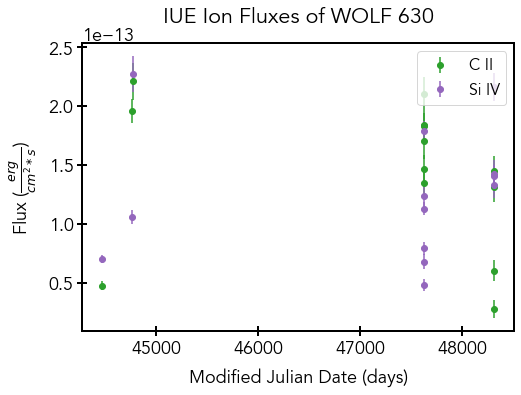 IUE Ion Fluxes of WOLF 630
1e−13
C II
Si IV
2.5
2.0
1.5
1.0
0.5
Flux (erg/cm²*s)
45000 46000 47000 48000
Modified Julian Date (days)